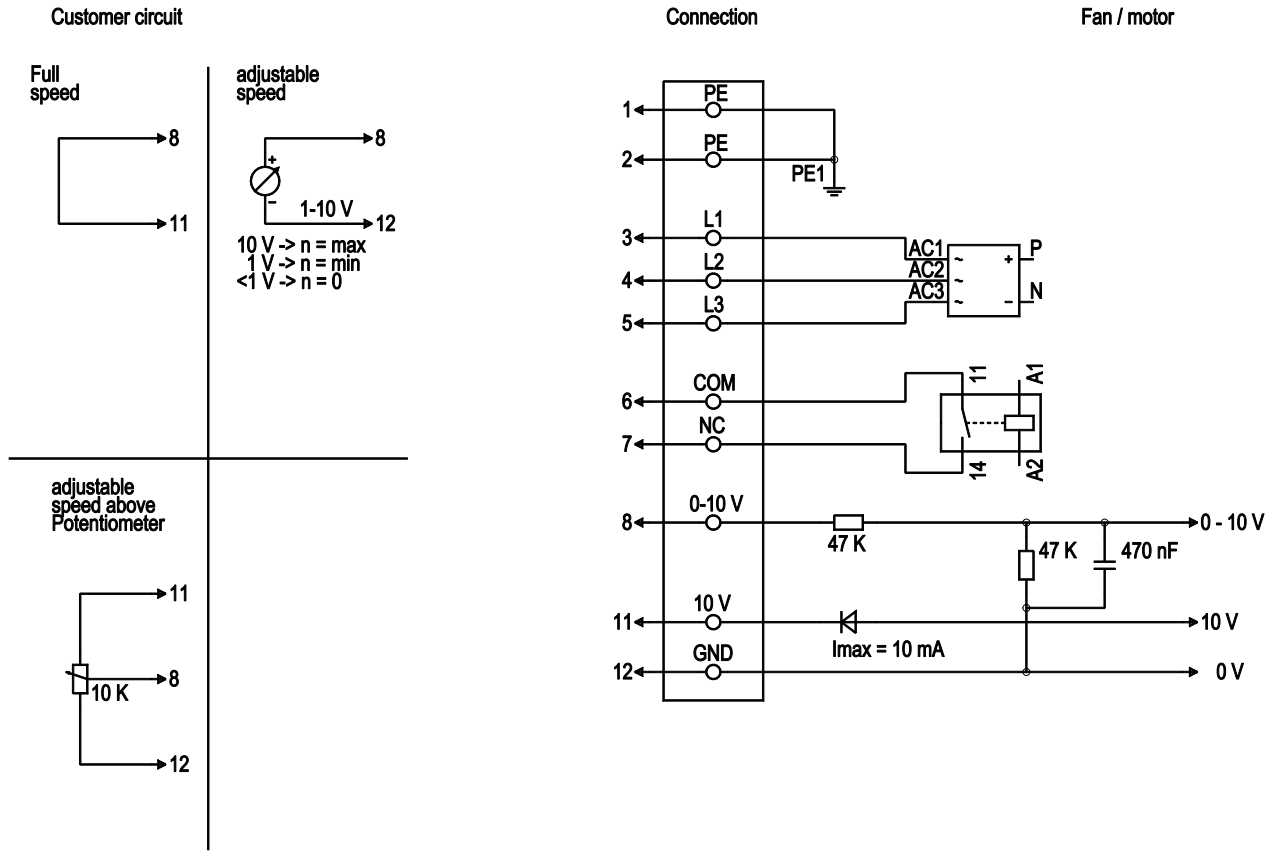 Customer circuit
Connection
Fan / motor
Full
speed
8
11
adjustable
speed
8
+
-
1-10 V
12
10 V -> n = max
1 V -> n = min
<1 V -> n = 0
adjustable
speed above
Potentiometer
11
8
10 K
12
1
PE
2
PE
PE1
3
L1
4
L2
5
L3
AC1
AC2
AC3
~
~
~
+
-
P
N
6
COM
7
NC
11
14
A1
A2
8
0-10 V
47 K
47 K
470 nF
0 - 10 V
11
10 V
Imax = 10 mA
10 V
12
GND
0 V